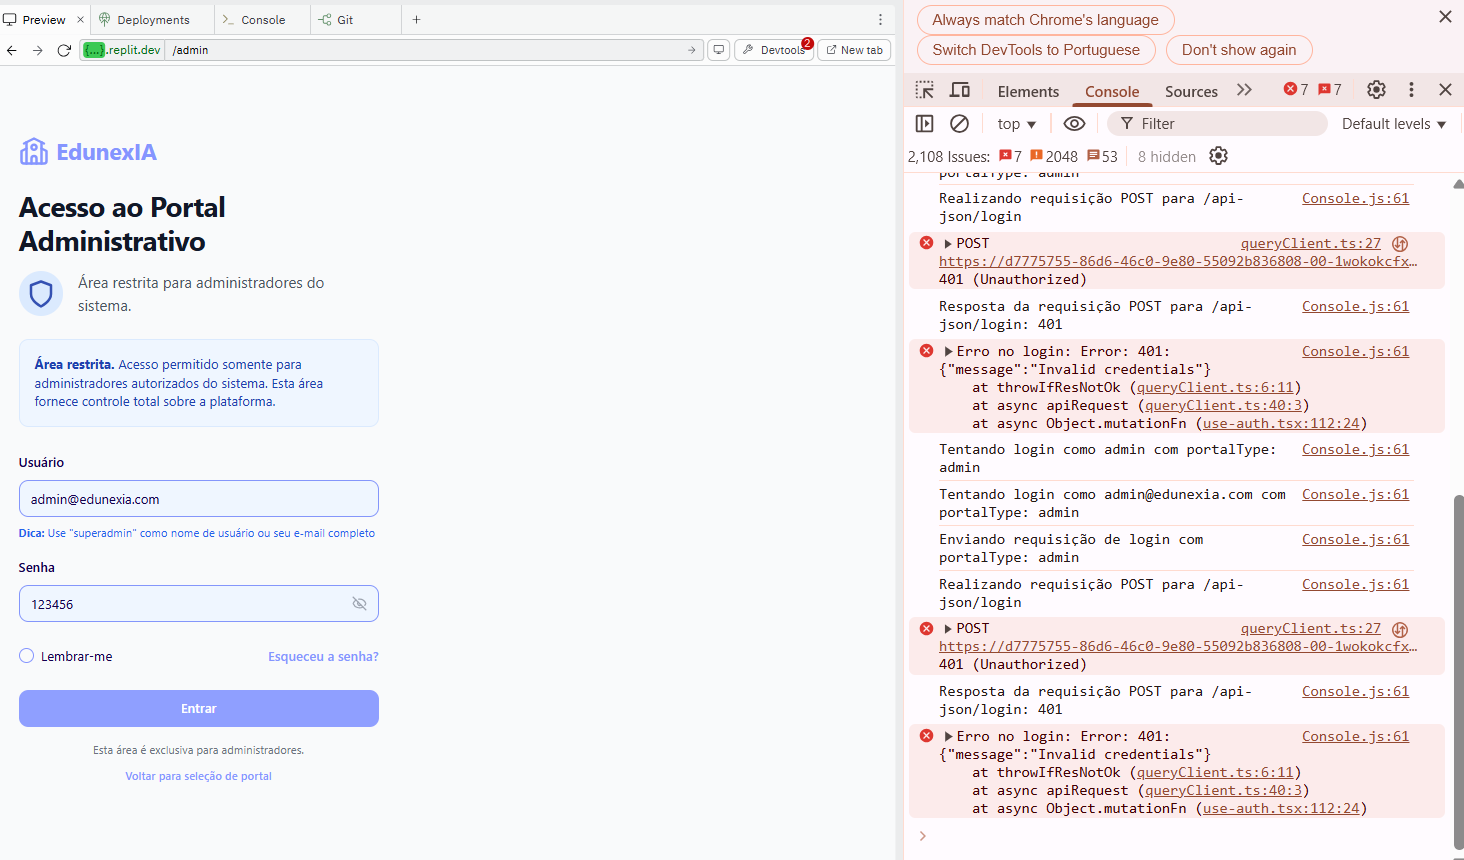 Preview
Deployments
Console
Git
{...}.replit.dev
/admin
Devtools
2
New tab
EdunexIA
Acesso ao Portal
Administrativo
Área restrita para administradores do
sistema.
Área restrita. Acesso permitido somente para
administradores autorizados do sistema. Esta área
fornece controle total sobre a plataforma.
Usuário
admin@edunexia.com
Dica: Use "superadmin" como nome de usuário ou seu e-mail completo
Senha
123456
Lembrar-me
Esqueceu a senha?
Entrar
Esta área é exclusiva para administradores.
Voltar para seleção de portal
Always match Chrome's language
Switch DevTools to Portuguese
Don't show again
Elements
Console
Sources
7
7
top
Filter
Default levels
2,108 Issues:
7
2048
53
8 hidden
portalType: admin
Realizando requisição POST para /api-
json/login
Console.js:61
POST
queryClient.ts:27
https://d7775755-86d6-46c0-9e80-55092b836808-00-1wokokcfx…
401 (Unauthorized)
Resposta da requisição POST para /api-
json/login: 401
Console.js:61
Erro no login: Error: 401:
Console.js:61
{"message":"Invalid credentials"}
at throwIfResNotOk (queryClient.ts:6:11)
at async apiRequest (queryClient.ts:40:3)
at async Object.mutationFn (use-auth.tsx:112:24)
Tentando login como admin com portalType:
admin
Console.js:61
Tentando login como admin@edunexia.com com
portalType: admin
Console.js:61
Enviando requisição de login com
portalType: admin
Console.js:61
Realizando requisição POST para /api-
json/login
Console.js:61
POST
queryClient.ts:27
https://d7775755-86d6-46c0-9e80-55092b836808-00-1wokokcfx…
401 (Unauthorized)
Resposta da requisição POST para /api-
json/login: 401
Console.js:61
Erro no login: Error: 401:
Console.js:61
{"message":"Invalid credentials"}
at throwIfResNotOk (queryClient.ts:6:11)
at async apiRequest (queryClient.ts:40:3)
at async Object.mutationFn (use-auth.tsx:112:24)